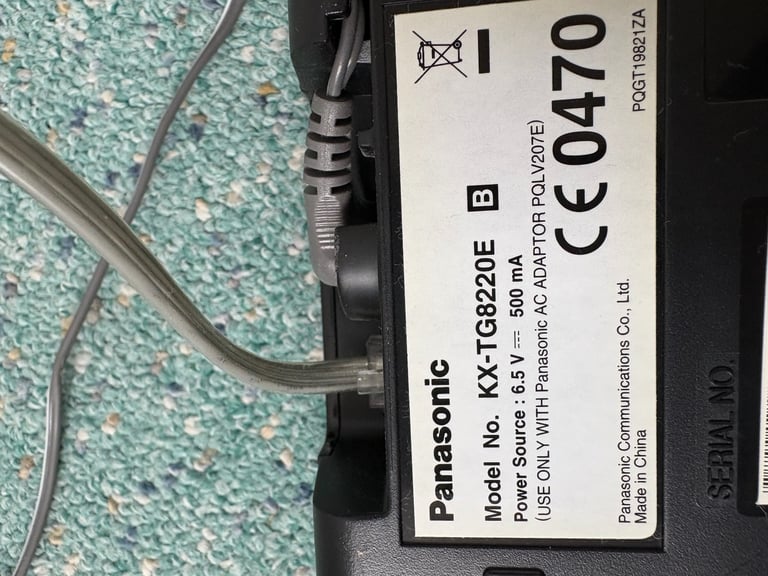 Panasonic
Model No. KX-TG8220E B
Power Source : 6.5 V 500 mA
(USE ONLY WITH Panasonic AC ADAPTOR PQLV207E)
CE 0470
Panasonic Communications Co., Ltd.
Made in China
PQGT19821ZA
SERIAL NO.